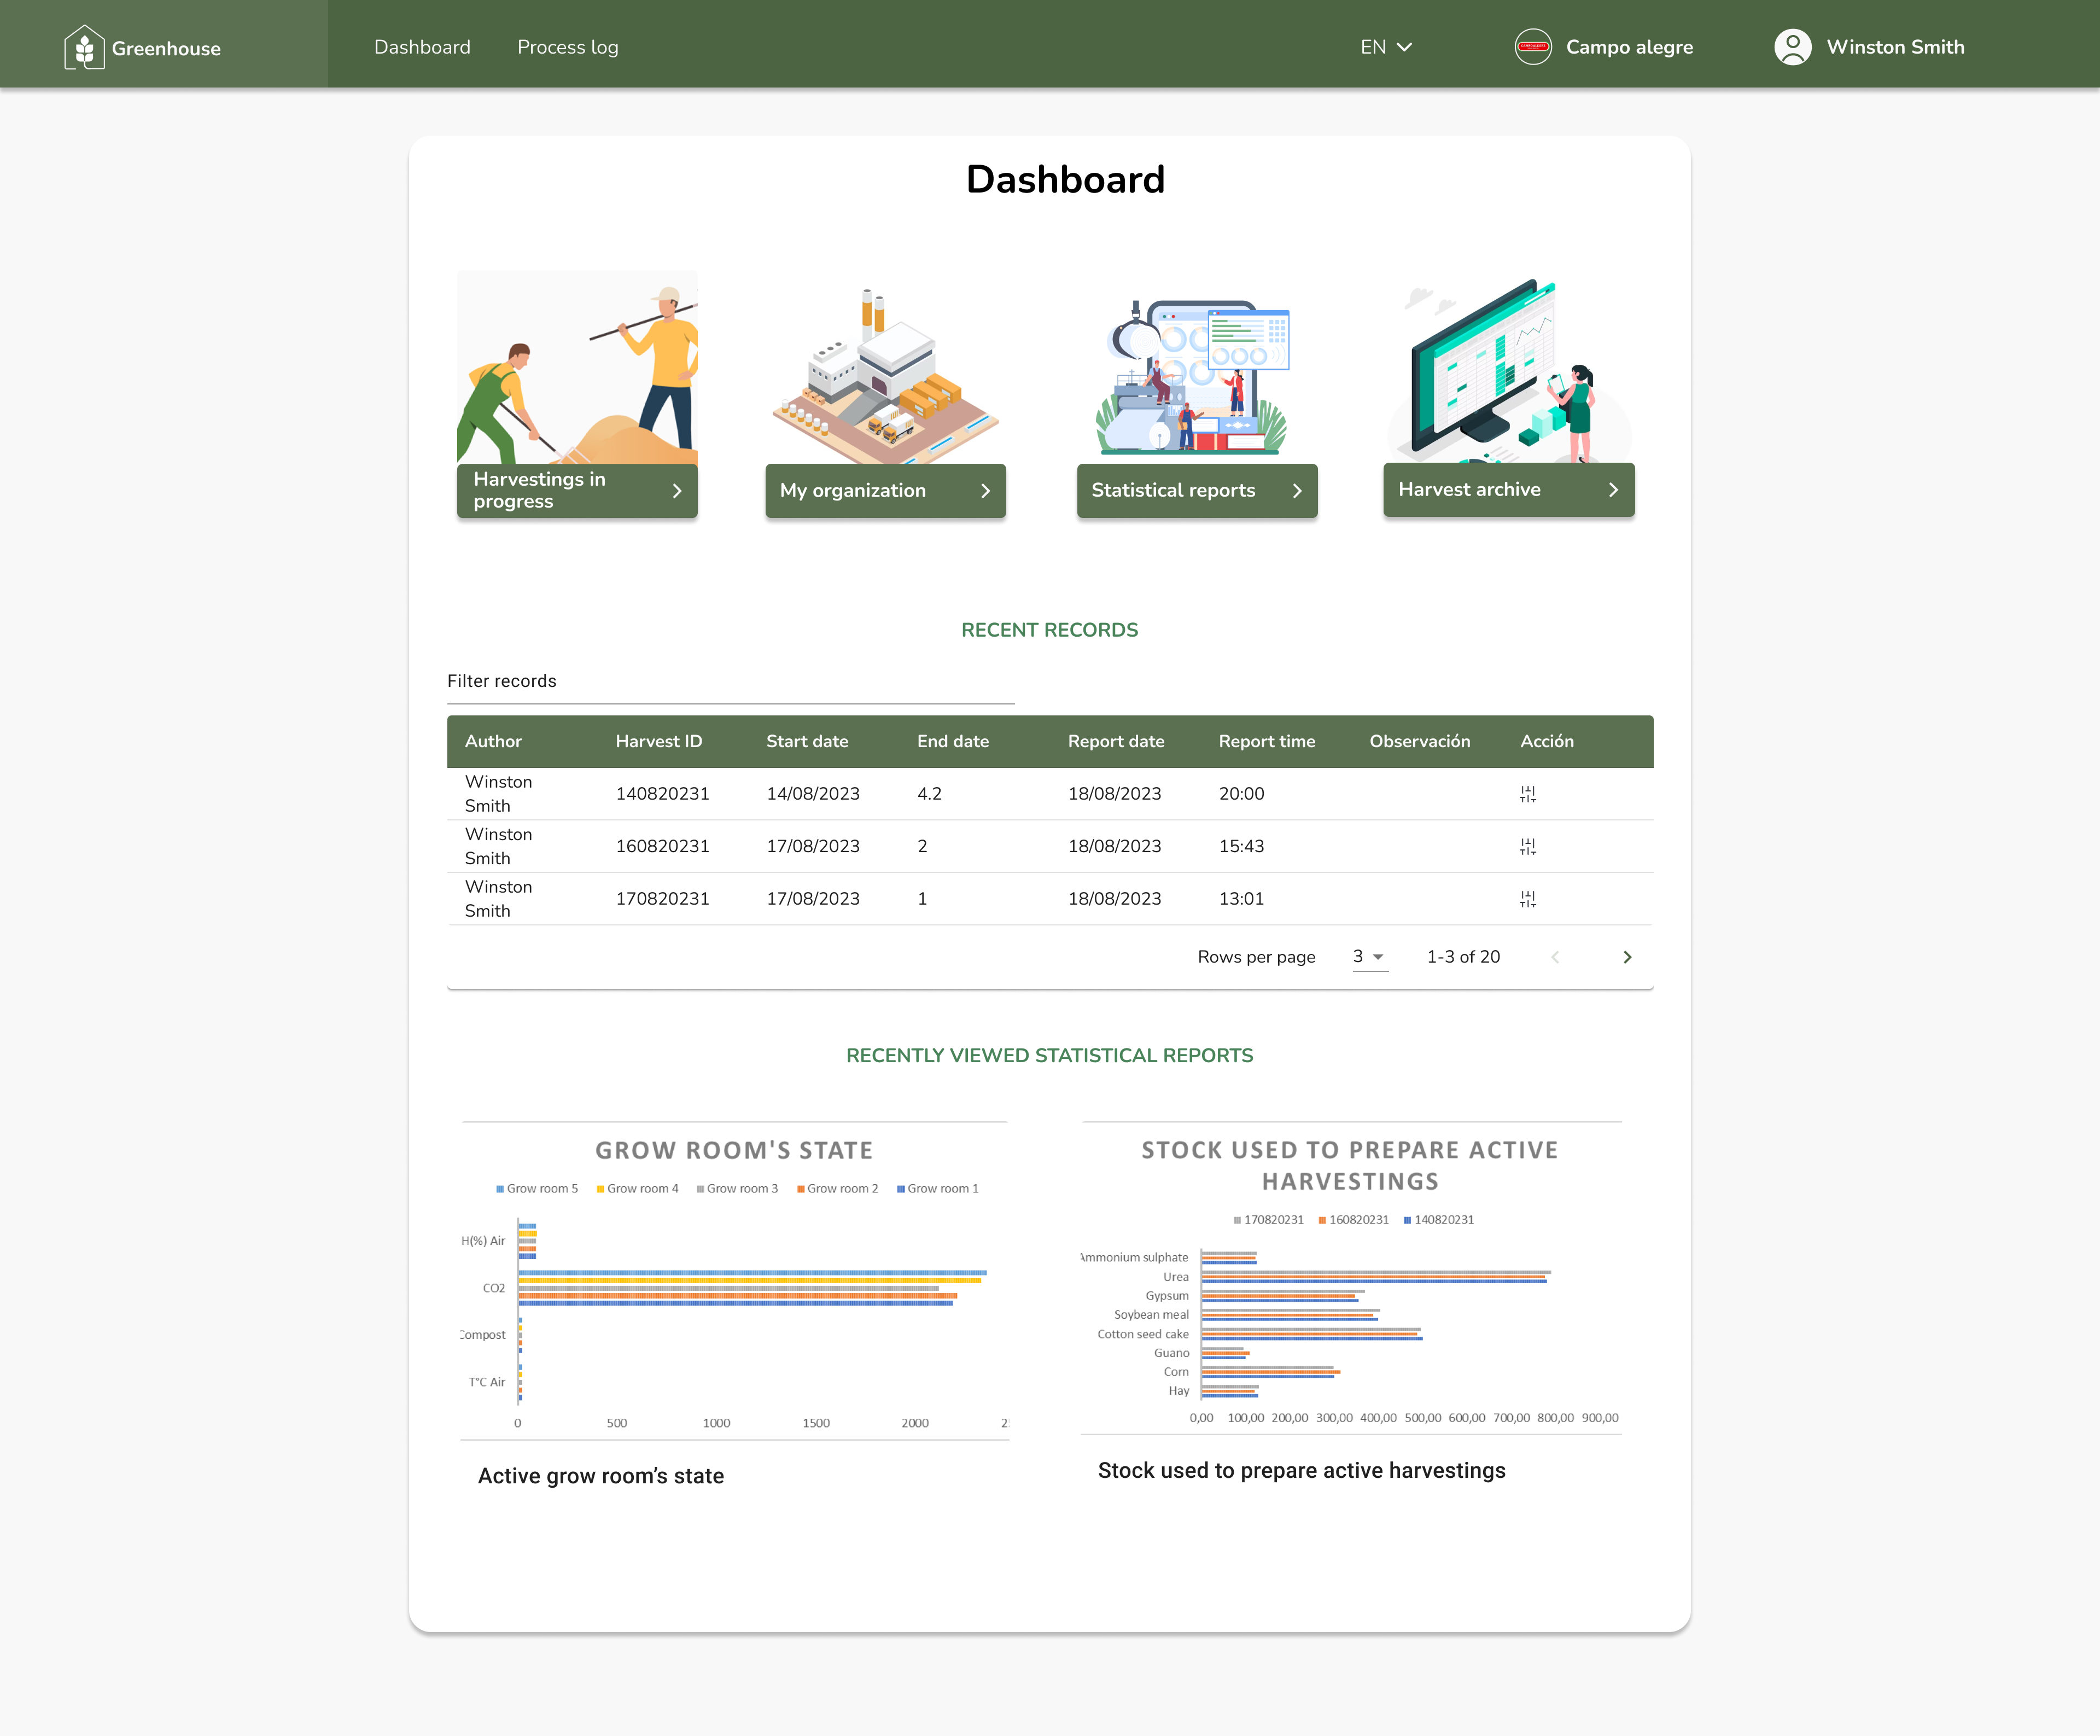 Greenhouse
Dashboard
Process log
EN
Campo alegre
Winston Smith
Dashboard
Harvestings in
progress
My organization
Statistical reports
Harvest archive
RECENT RECORDS
Filter records
Author Harvest ID Start date End date Report date Report time Observación Acción
Winston
Smith
140820231 14/08/2023 4.2 18/08/2023 20:00
Winston
Smith
160820231 17/08/2023 2 18/08/2023 15:43
Winston
Smith
170820231 17/08/2023 1 18/08/2023 13:01
Rows per page 3 1-3 of 20
RECENTLY VIEWED STATISTICAL REPORTS
GROW ROOM'S STATE
Grow room 5 Grow room 4 Grow room 3 Grow room 2 Grow room 1
H(%) Air
CO2
Compost
T°C Air
0 500 1000 1500 2000
Active grow room’s state
STOCK USED TO PREPARE ACTIVE
HARVESTINGS
170820231 160820231 140820231
Ammonium sulphate
Urea
Gypsum
Soybean meal
Cotton seed cake
Guano
Corn
Hay
0,00 100,00 200,00 300,00 400,00 500,00 600,00 700,00 800,00 900,00
Stock used to prepare active harvestings